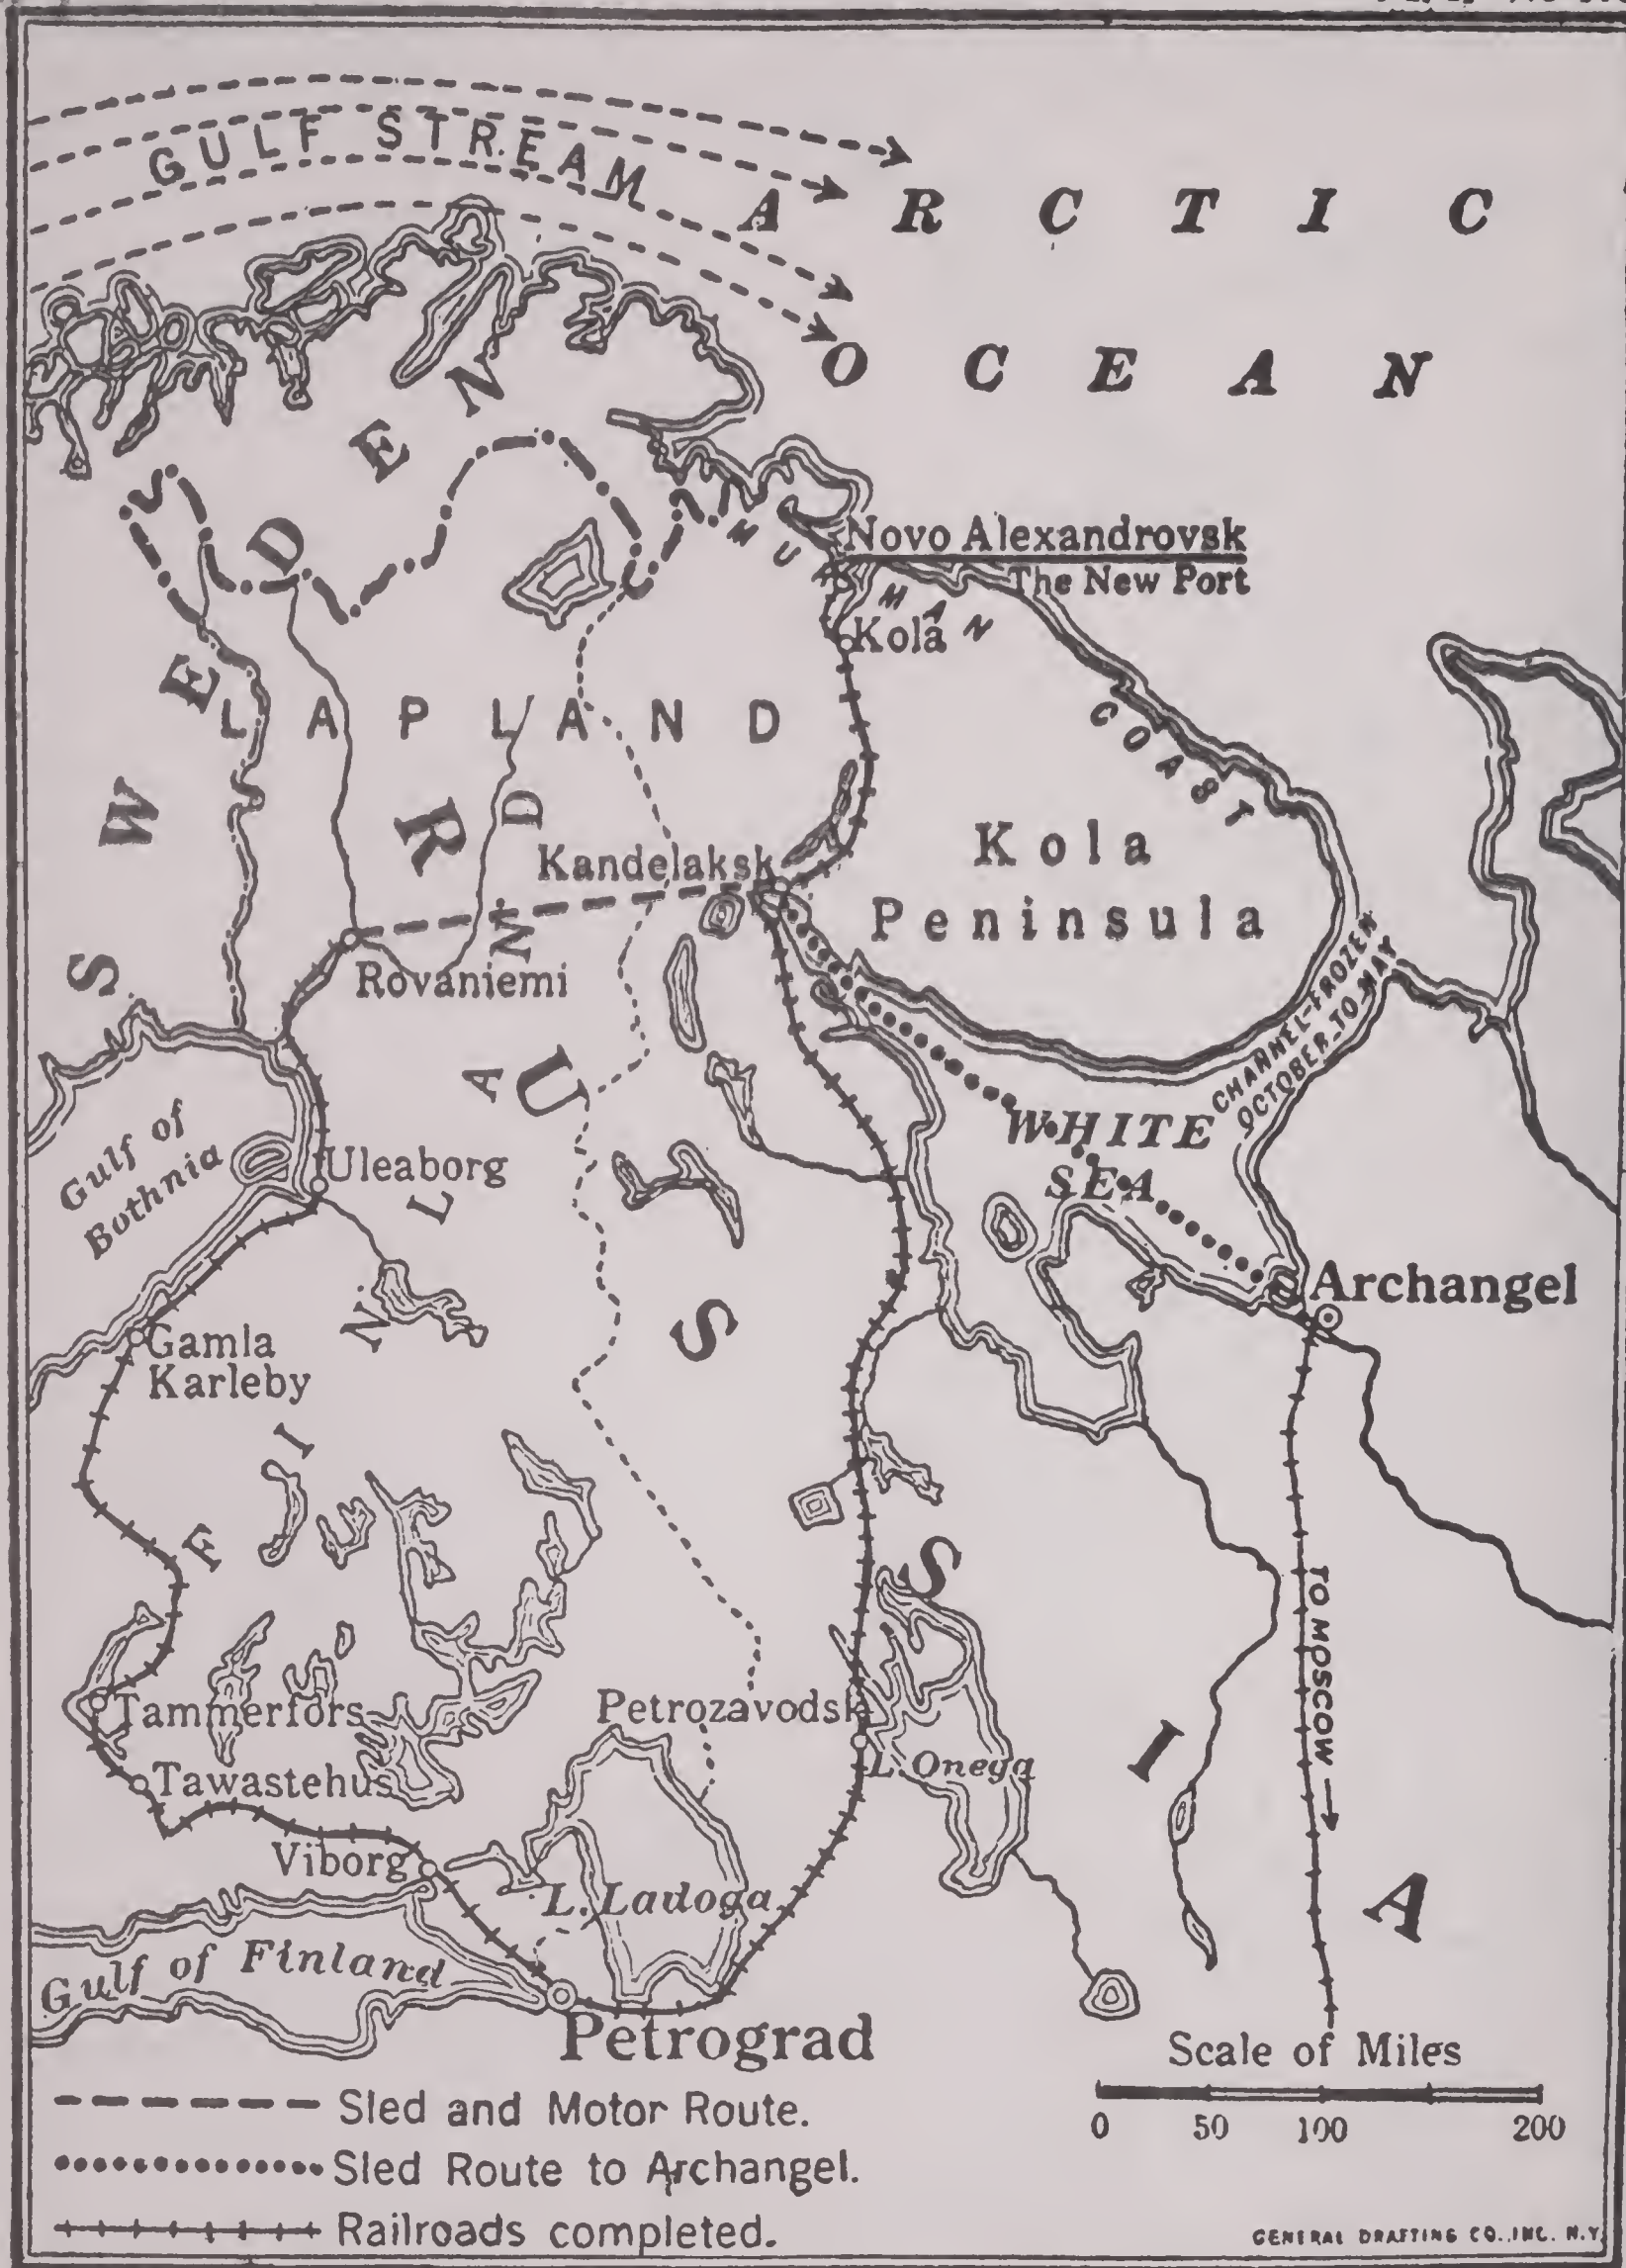 GULF STREAM
ARCTIC
OCEAN
SWEDEN
Novo Alexandrovsk
The New Port
MURMAN
COAST
Kola
LAPLAND
Kandelaksk
Kola
Peninsula
Rovaniemi
CHANNEL-FROZEN
OCTOBER TO MAY
WHITE
SEA
Gulf of
Bothnia
Uleaborg
Archangel
Gamla
Karleby
FINLAND
RUSSIA
TO MOSCOW
Tammerfors
Petrozavodsk
L. Onega
Tawastehus
Viborg
L. Ladoga
Gulf of Finland
Petrograd
Scale of Miles
0 50 100 200
Sled and Motor Route.
Sled Route to Archangel.
Railroads completed.
GENERAL DRAFTING CO., INC. N.Y.